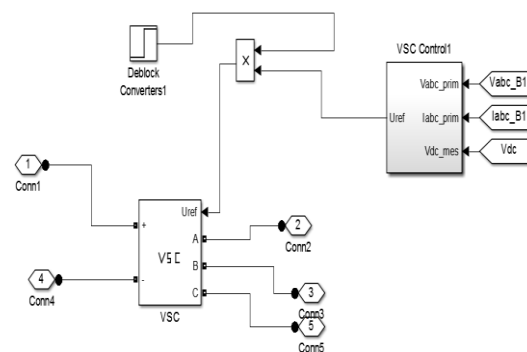 VSC Control1
Deblock
Converters1
X
Vabc_prim
Vabc_B1
Uref
Iabc_prim
Iabc_B1
Vdc_mes
Vdc
1
Conn1
Uref
+
A
2
Conn2
VSC
4
Conn4
-
B
3
Conn3
C
5
Conn5
VSC